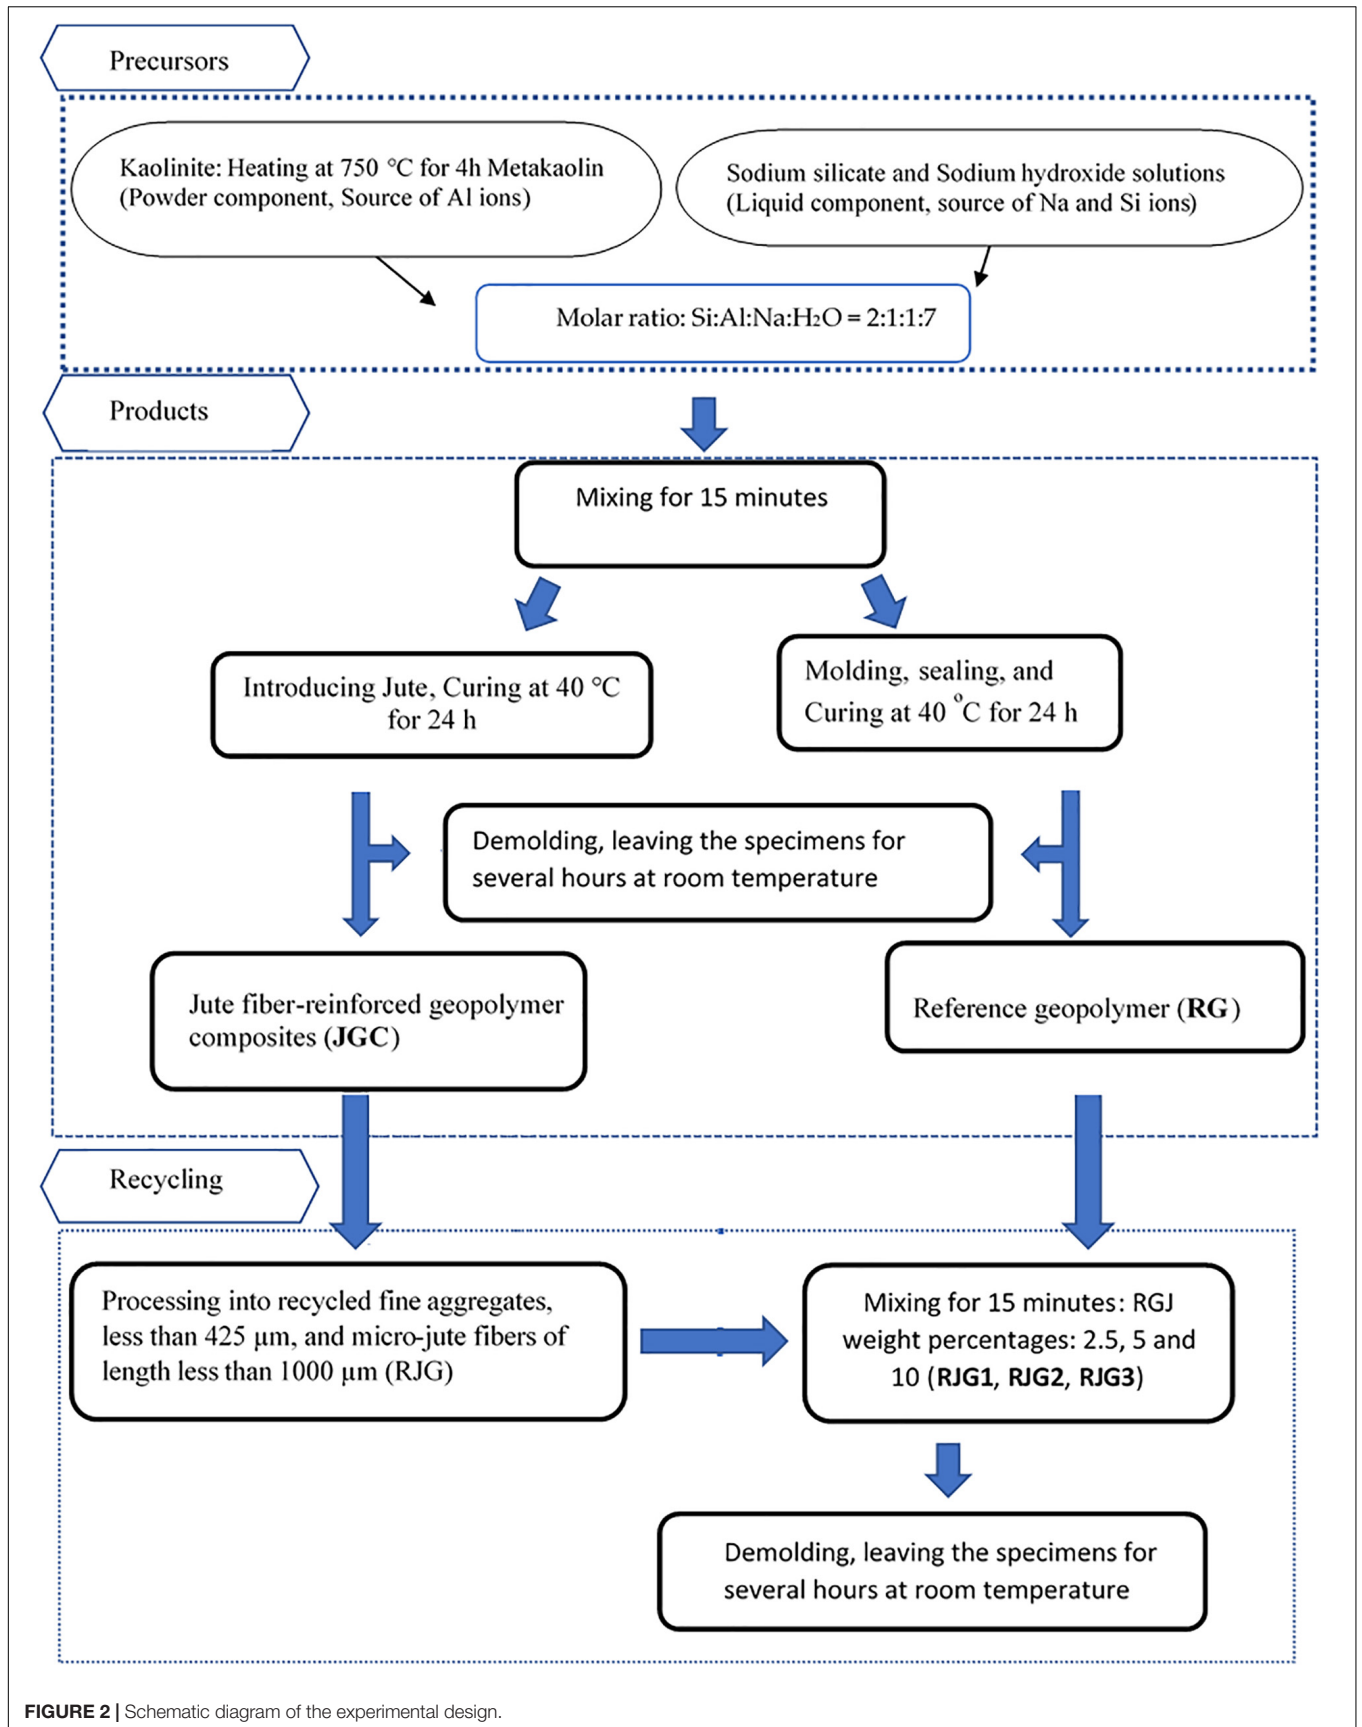 Precursors
Kaolinite: Heating at 750 °C for 4h Metakaolin
(Powder component, Source of Al ions)
Sodium silicate and Sodium hydroxide solutions
(Liquid component, source of Na and Si ions)
Molar ratio: Si:Al:Na:H₂O = 2:1:1:7
Products
Mixing for 15 minutes
Introducing Jute, Curing at 40 °C
for 24 h
Molding, sealing, and
Curing at 40 °C for 24 h
Demolding, leaving the specimens for
several hours at room temperature
Jute fiber-reinforced geopolymer
composites (JGC)
Reference geopolymer (RG)
Recycling
Processing into recycled fine aggregates,
less than 425 µm, and micro-jute fibers of
length less than 1000 µm (RJG)
Mixing for 15 minutes: RGJ
weight percentages: 2.5, 5 and
10 (RJG1, RJG2, RJG3)
Demolding, leaving the specimens for
several hours at room temperature
FIGURE 2 | Schematic diagram of the experimental design.